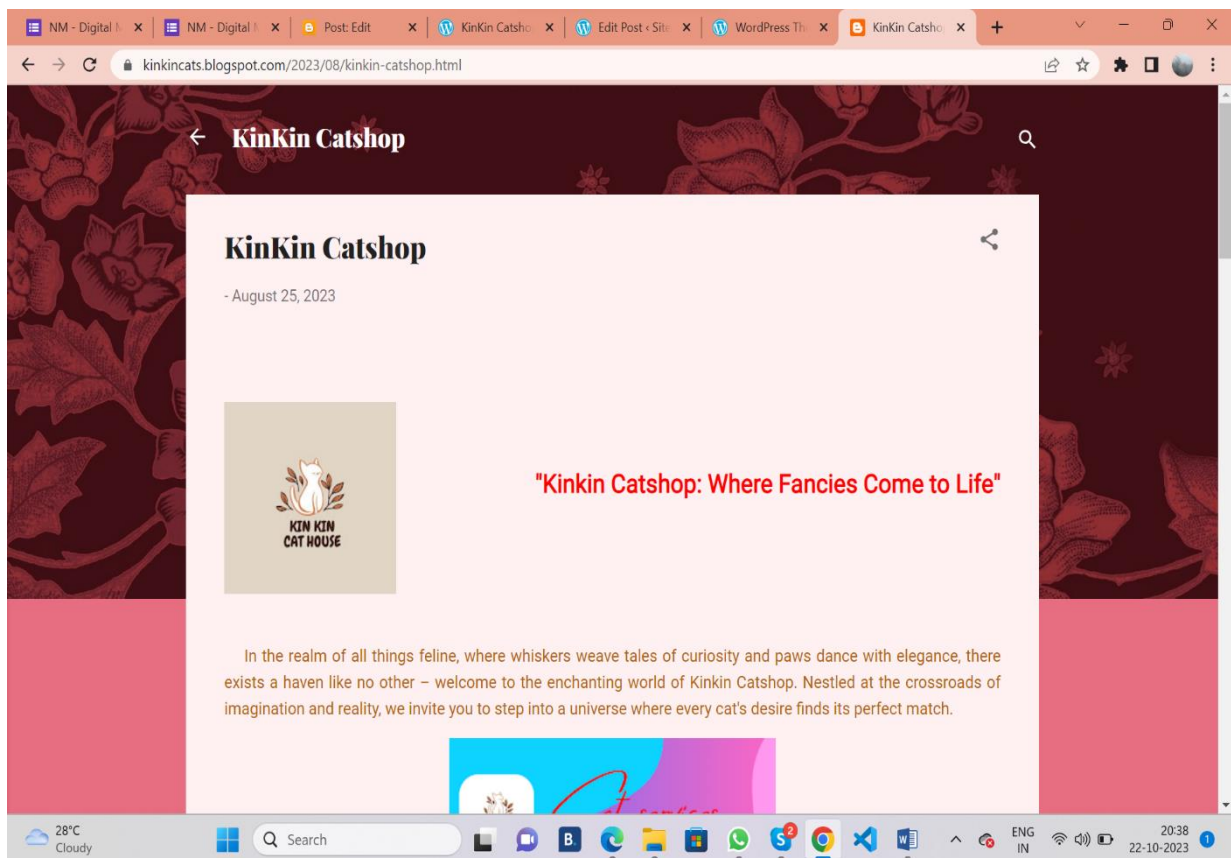 NM - Digital M
NM - Digital M
Post: Edit
KinKin Catsho
Edit Post ‹ Site
WordPress Th
KinKin Catsho
kinkincats.blogspot.com/2023/08/kinkin-catshop.html
KinKin Catshop
KinKin Catshop
- August 25, 2023
KIN KIN
CAT HOUSE
"Kinkin Catshop: Where Fancies Come to Life"
In the realm of all things feline, where whiskers weave tales of curiosity and paws dance with elegance, there
exists a haven like no other – welcome to the enchanting world of Kinkin Catshop. Nestled at the crossroads of
imagination and reality, we invite you to step into a universe where every cat's desire finds its perfect match.
28°C
Cloudy
Search
B.
2
ENG
IN
20:38
22-10-2023
1